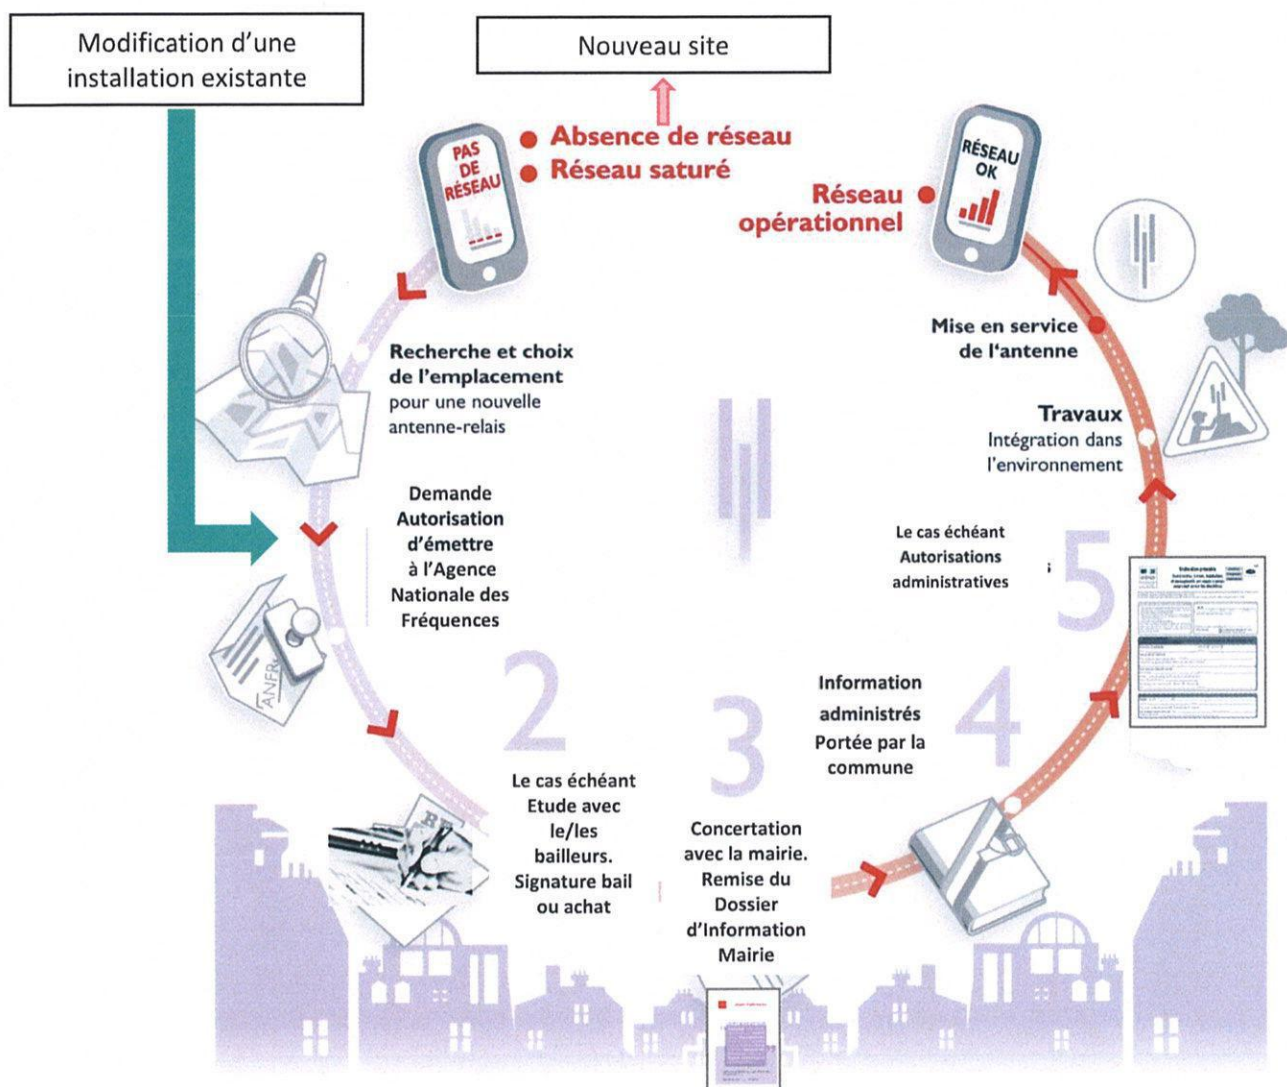 Modification d’une
installation existante
Nouveau site
Absence de réseau
Réseau saturé
PAS
DE
RÉSEAU
RÉSEAU
OK
Réseau
opérationnel
Recherche et choix
de l’emplacement
pour une nouvelle
antenne-relais
Demande
Autorisation
d’émettre
à l’Agence
Nationale des
Fréquences
ANFR
2
Le cas échéant
Etude avec
le/les
bailleurs.
Signature bail
ou achat
3
Concertation
avec la mairie.
Remise du
Dossier
d’Information
Mairie
4
Information
administrés
Portée par la
commune
5
Le cas échéant
Autorisations
administratives
Travaux
Intégration dans
l’environnement
Mise en service
de l‘antenne